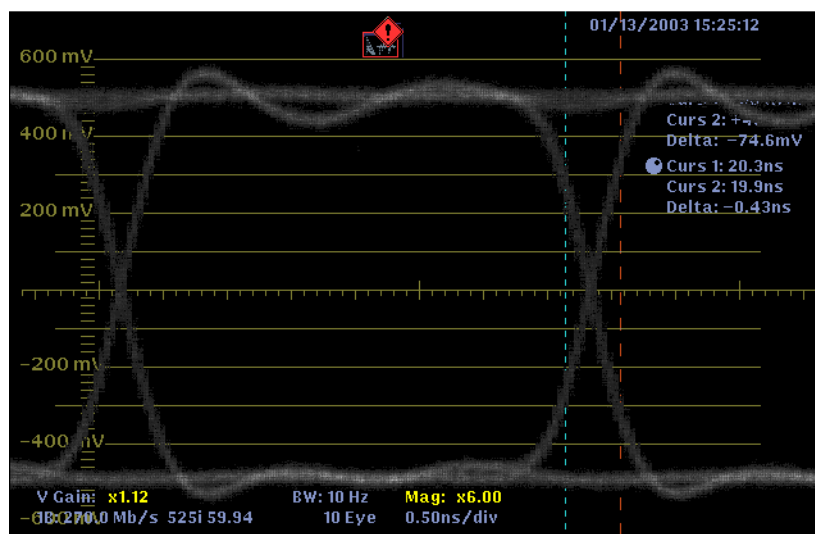 01/13/2003 15:25:12
600 mV
Curs 2:
400 mV
Delta: −74.6mV
Curs 1: 20.3ns
Curs 2: 19.9ns
200 mV
Delta: −0.43ns
−200 mV
−400 mV
V Gain: x1.12 BW: 10 Hz Mag: x6.00
270.0 Mb/s 525i 59.94 10 Eye 0.50ns/div